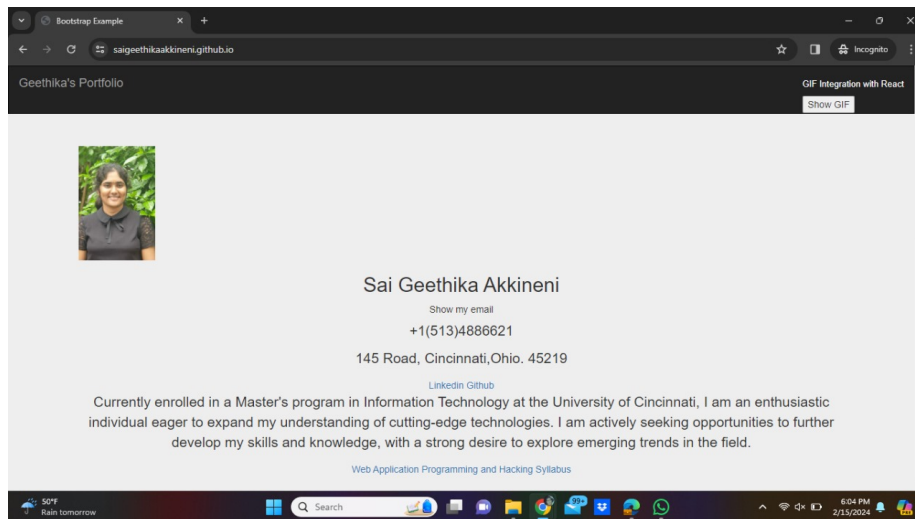 Bootstrap Example
saigeethikaakkineni.github.io
Incognito
Geethika's Portfolio
GIF Integration with React
Show GIF
Sai Geethika Akkineni
Show my email
+1(513)4886621
145 Road, Cincinnati,Ohio. 45219
Linkedin Github
Currently enrolled in a Master's program in Information Technology at the University of Cincinnati, I am an enthusiastic
individual eager to expand my understanding of cutting-edge technologies. I am actively seeking opportunities to further
develop my skills and knowledge, with a strong desire to explore emerging trends in the field.
Web Application Programming and Hacking Syllabus
50°F
Rain tomorrow
Search
99+
6:04 PM
2/15/2024